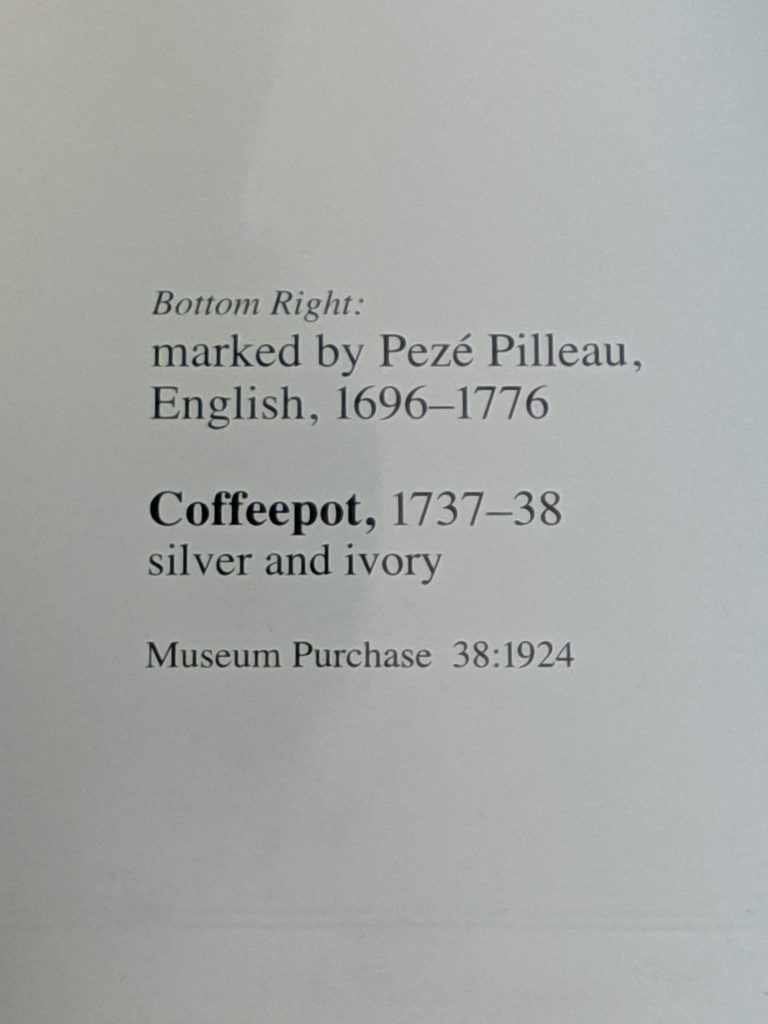 Bottom Right:
marked by Pezé Pilleau,
English, 1696–1776
Coffeepot, 1737–38
silver and ivory
Museum Purchase 38:1924